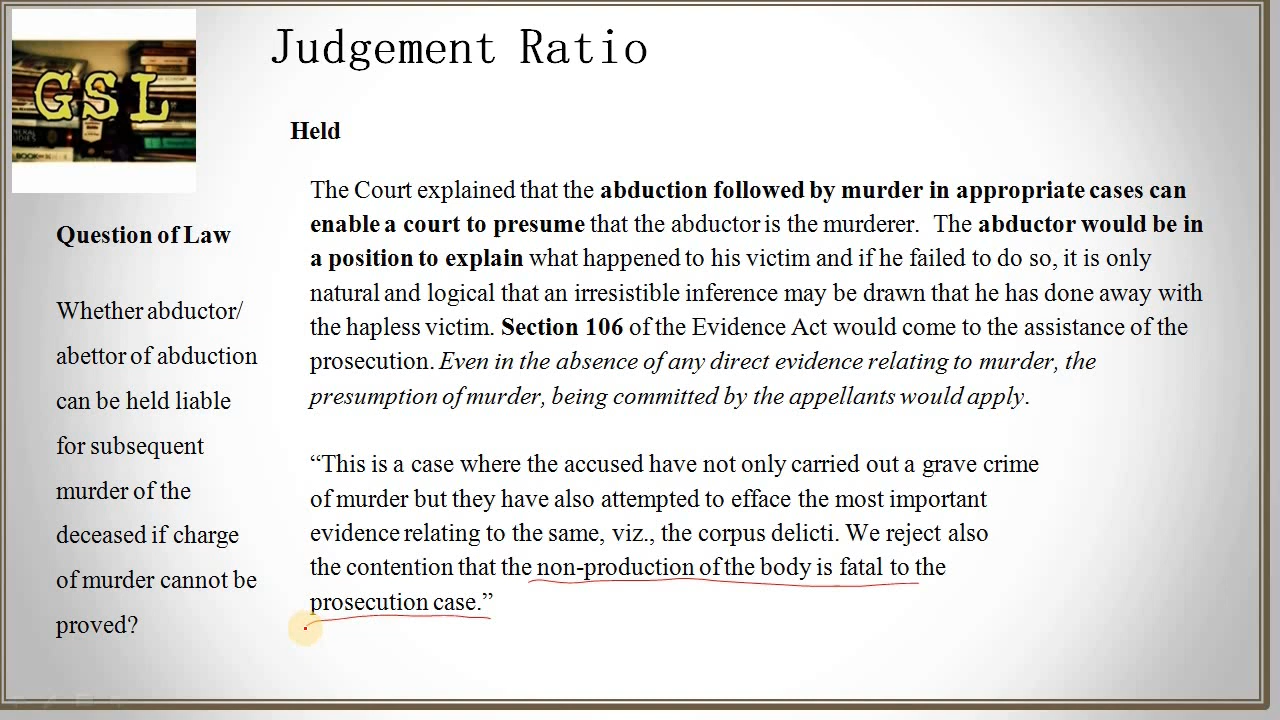 GSL
Judgement Ratio
Held
The Court explained that the abduction followed by murder in appropriate cases can
enable a court to presume that the abductor is the murderer. The abductor would be in
a position to explain what happened to his victim and if he failed to do so, it is only
natural and logical that an irresistible inference may be drawn that he has done away with
the hapless victim. Section 106 of the Evidence Act would come to the assistance of the
prosecution. Even in the absence of any direct evidence relating to murder, the
presumption of murder, being committed by the appellants would apply.
“This is a case where the accused have not only carried out a grave crime
of murder but they have also attempted to efface the most important
evidence relating to the same, viz., the corpus delicti. We reject also
the contention that the non-production of the body is fatal to the
prosecution case.”
Question of Law
Whether abductor/
abettor of abduction
can be held liable
for subsequent
murder of the
deceased if charge
of murder cannot be
proved?